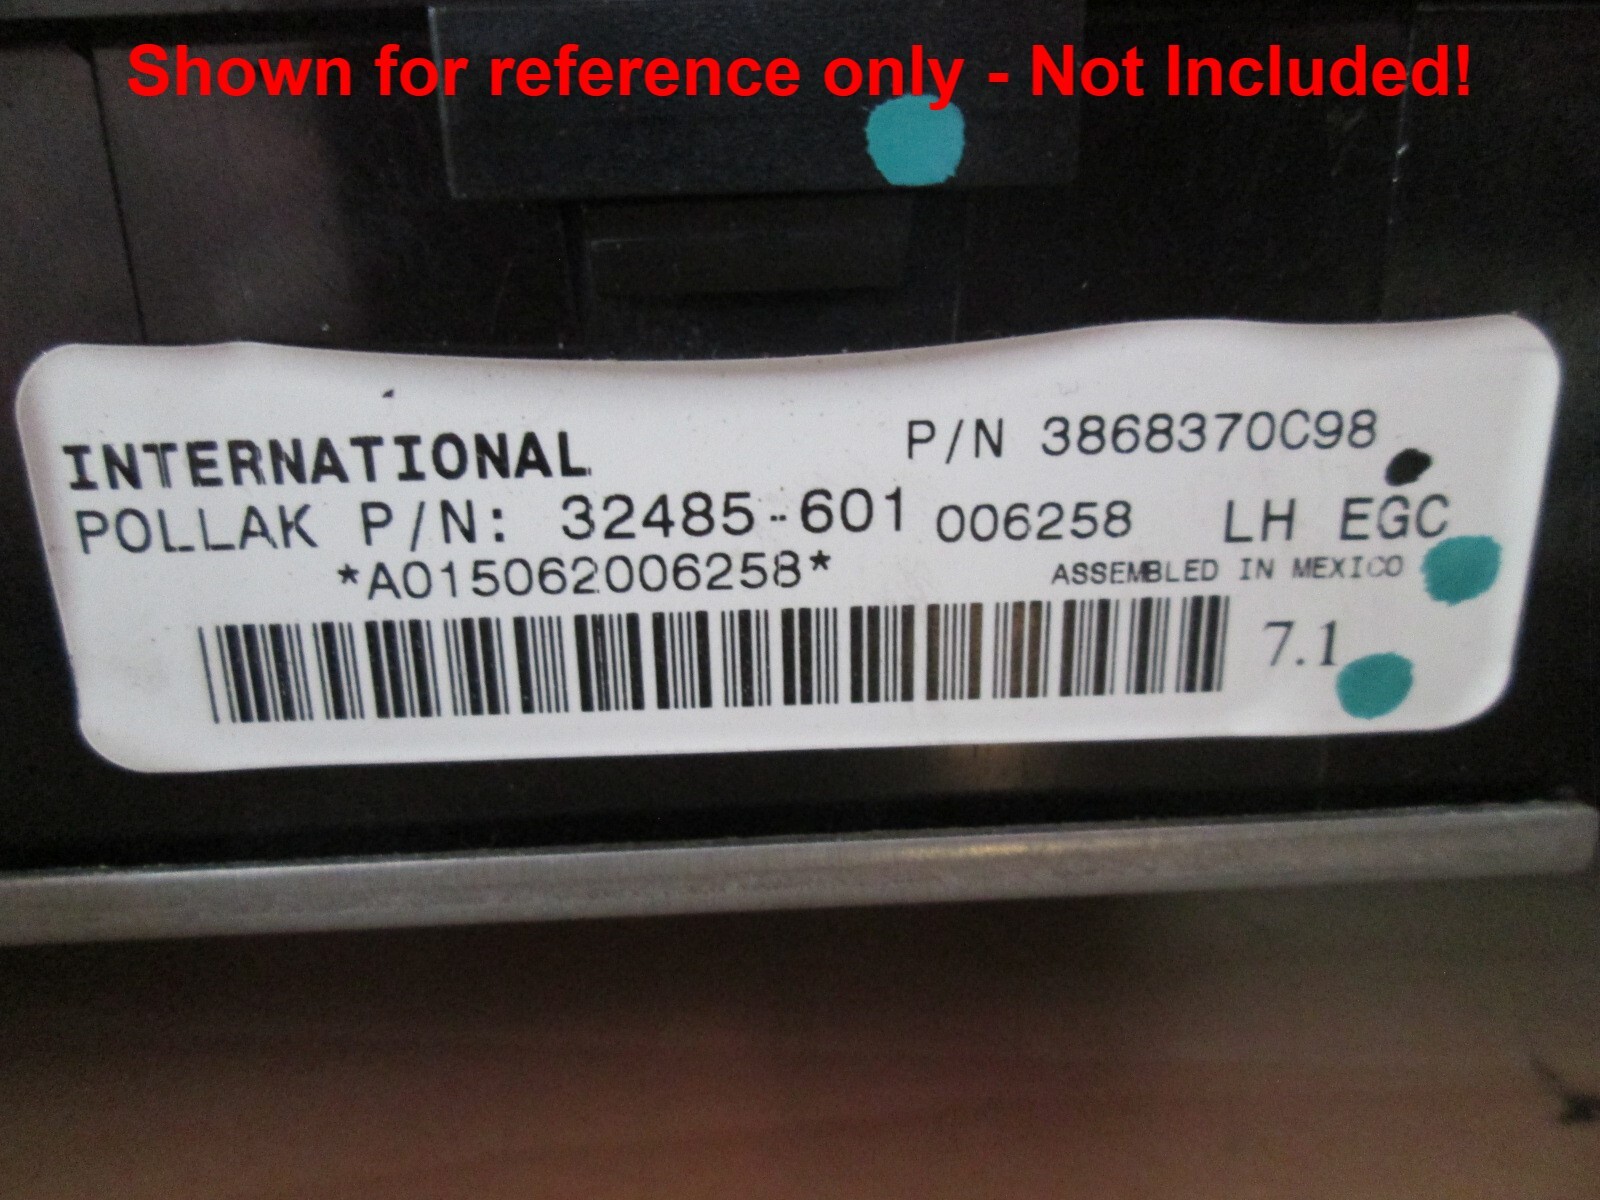 Shown for reference only - Not Included!
INTERNATIONAL P/N 3868370C98
POLLAK P/N: 32485-601 006258 LH EGC
*A015062006258* ASSEMBLED IN MEXICO
7.1